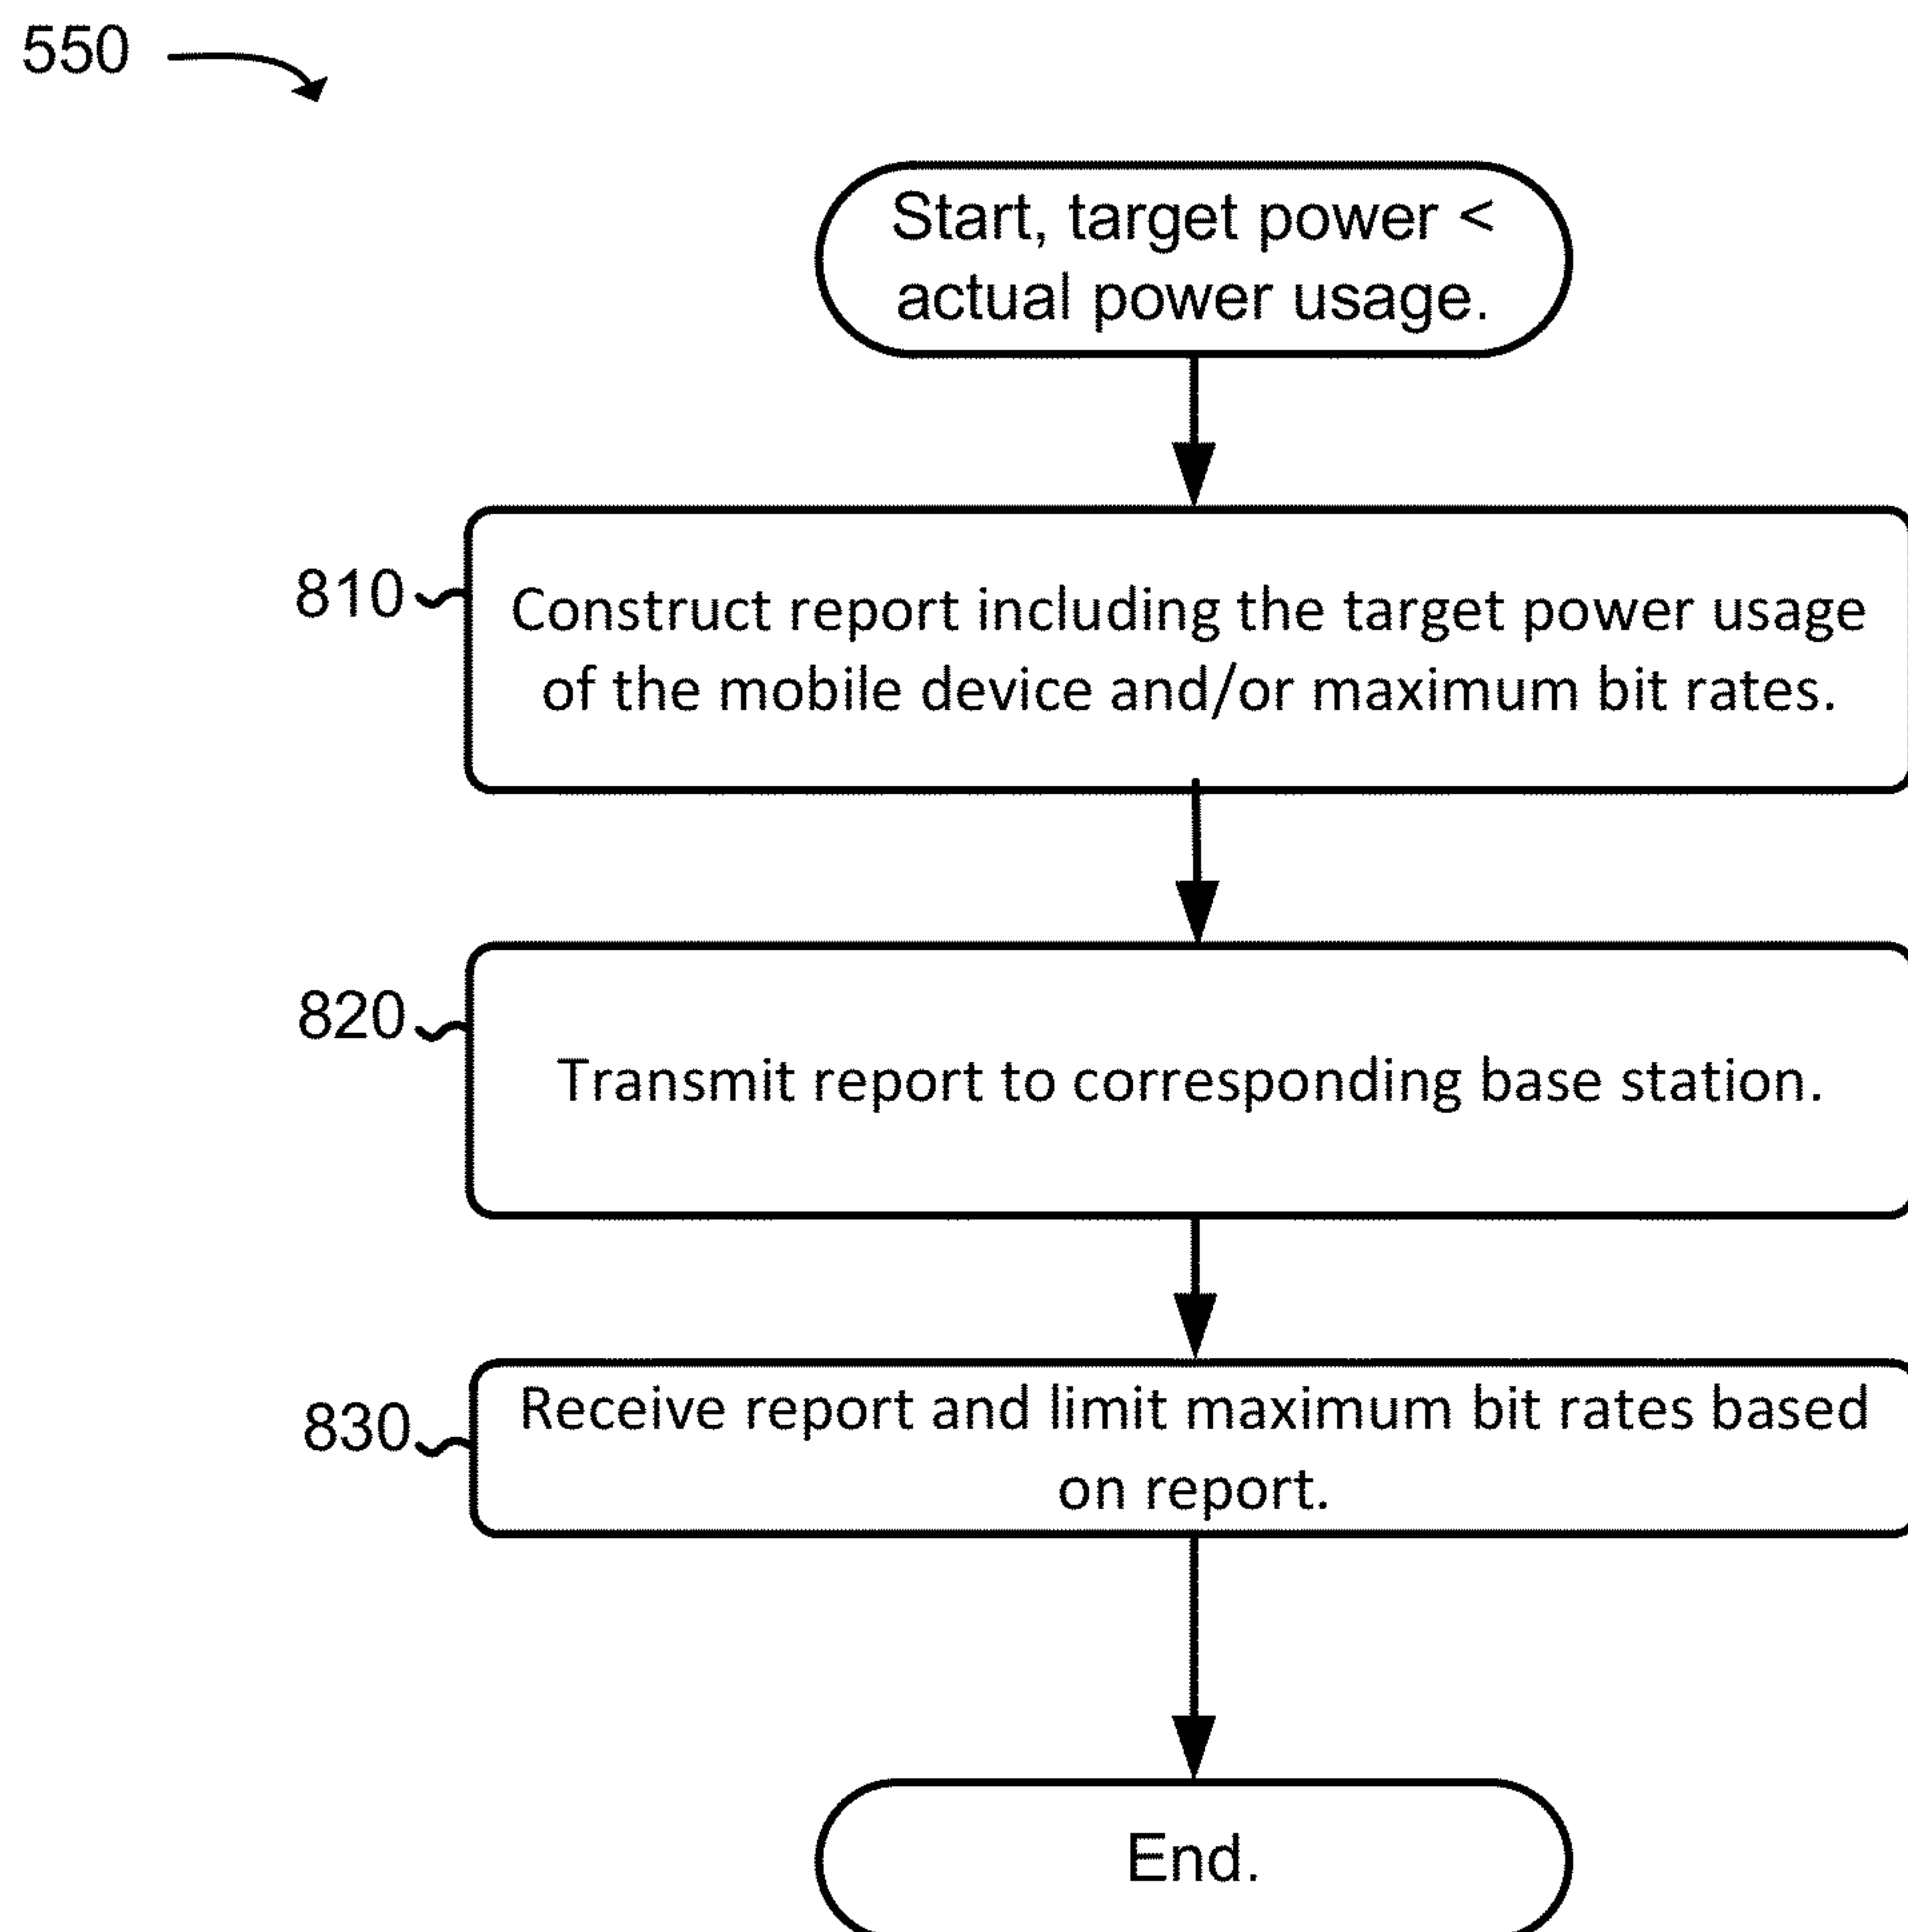 550
Start, target power <
actual power usage.
810
Construct report including the target power usage
of the mobile device and/or maximum bit rates.
820
Transmit report to corresponding base station.
830
Receive report and limit maximum bit rates based
on report.
End.